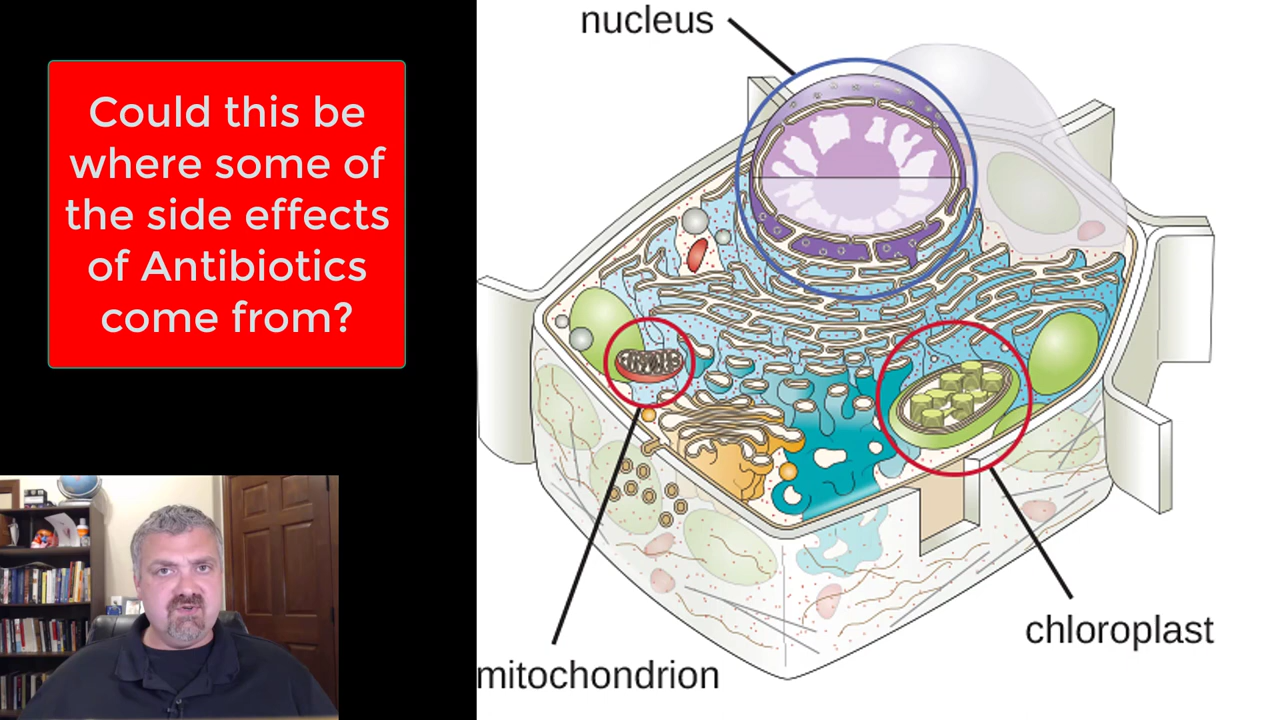 Could this be
where some of
the side effects
of Antibiotics
come from?
nucleus
mitochondrion
chloroplast